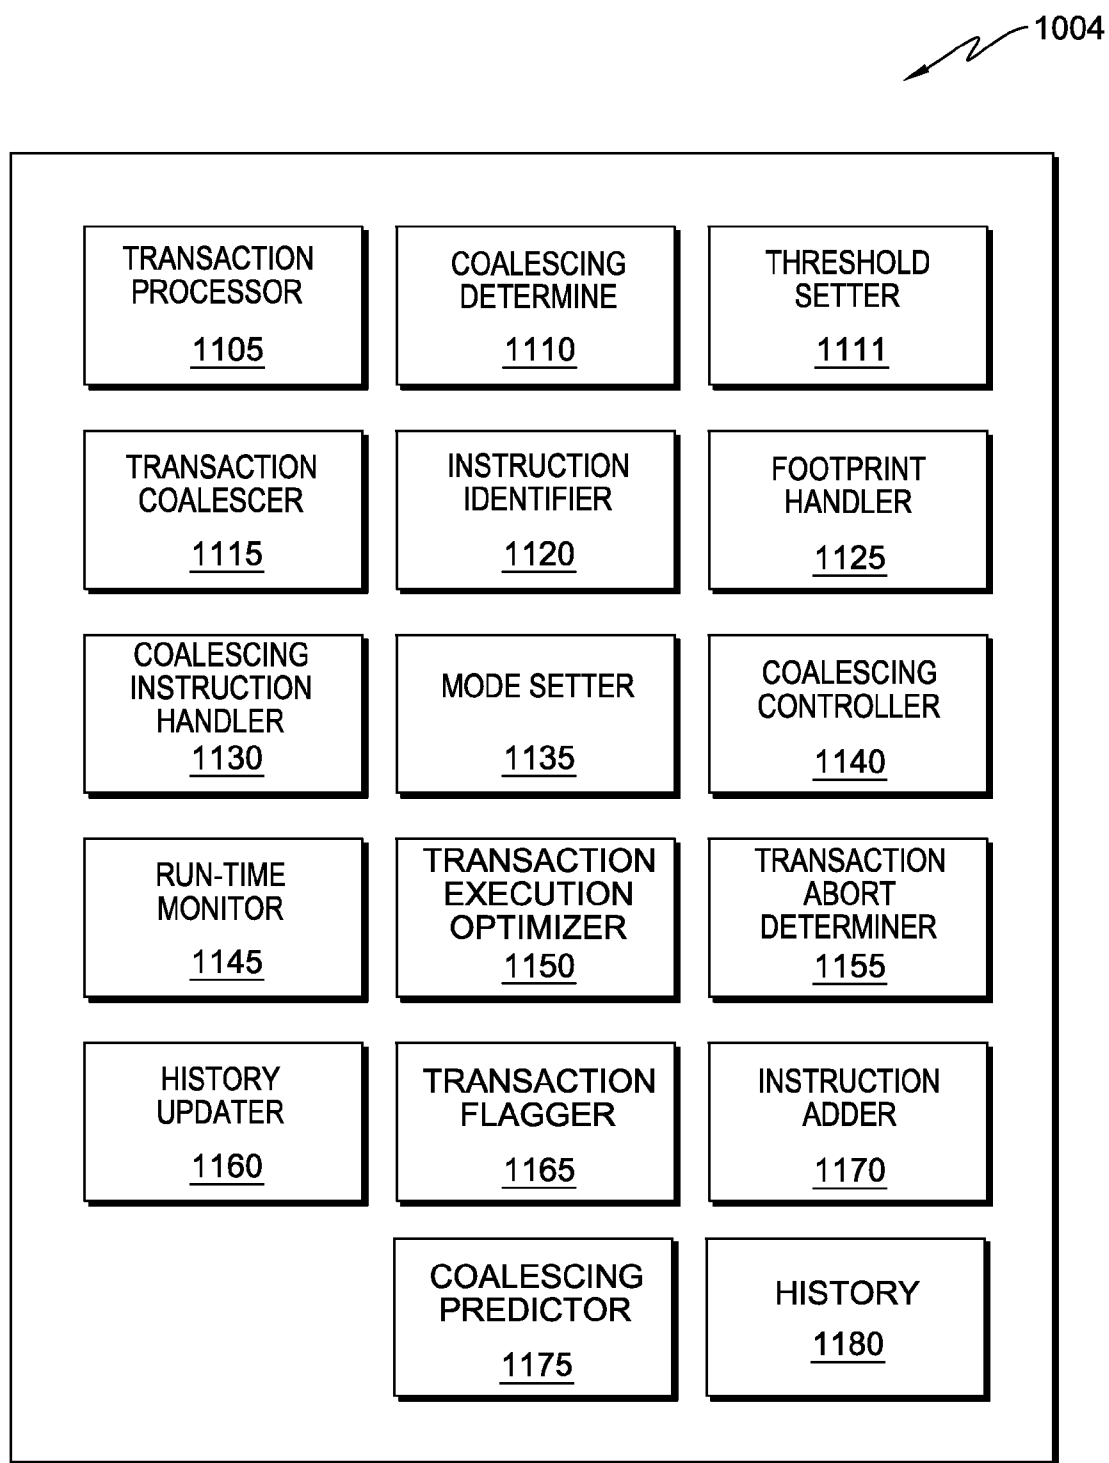 1004
TRANSACTION
PROCESSOR
1105
COALESCING
DETERMINE
1110
THRESHOLD
SETTER
1111
TRANSACTION
COALESCER
1115
INSTRUCTION
IDENTIFIER
1120
FOOTPRINT
HANDLER
1125
COALESCING
INSTRUCTION
HANDLER
1130
MODE SETTER
1135
COALESCING
CONTROLLER
1140
RUN-TIME
MONITOR
1145
TRANSACTION
EXECUTION
OPTIMIZER
1150
TRANSACTION
ABORT
DETERMINER
1155
HISTORY
UPDATER
1160
TRANSACTION
FLAGGER
1165
INSTRUCTION
ADDER
1170
COALESCING
PREDICTOR
1175
HISTORY
1180